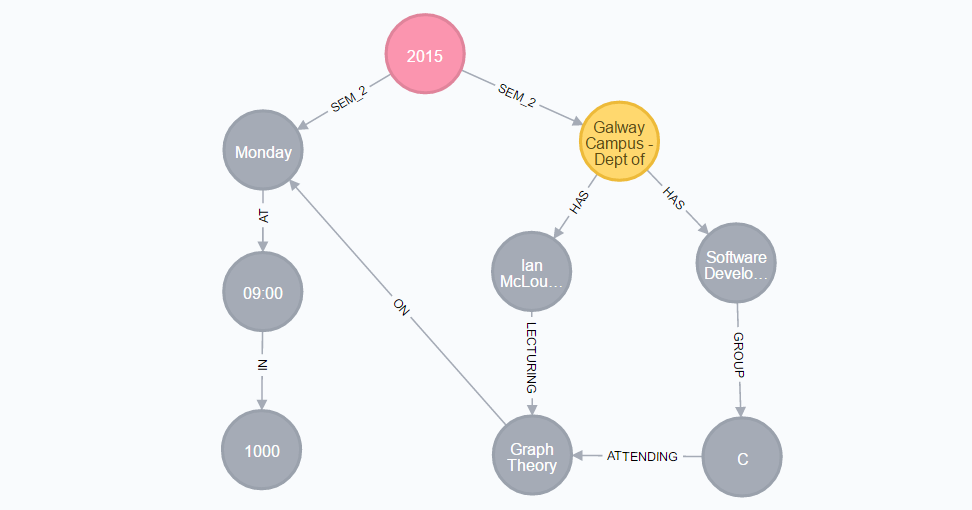 2015
SEM_2
SEM_2
Galway
Campus -
Dept of
Monday
HAS
HAS
AT
Ian
McLou…
Software
Develo…
09:00
ON
LECTURING
GROUP
IN
Graph
Theory
ATTENDING
C
1000